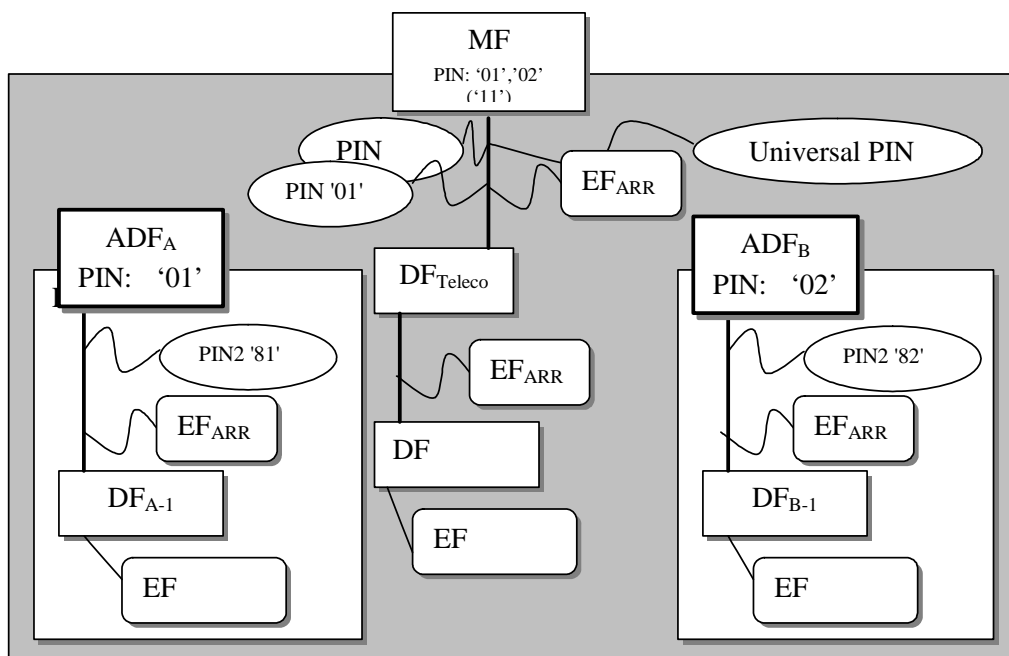 MF
PIN: ‘01’,’02’
(‘11’)
PIN
PIN '01'
EFARR
Universal PIN
ADFA
PIN: ‘01’
DFTeleco
ADFB
PIN: ‘02’
PIN2 '81'
EFARR
PIN2 '82'
EFARR
DF
EFARR
DFA-1
DFB-1
EF
EF
EF